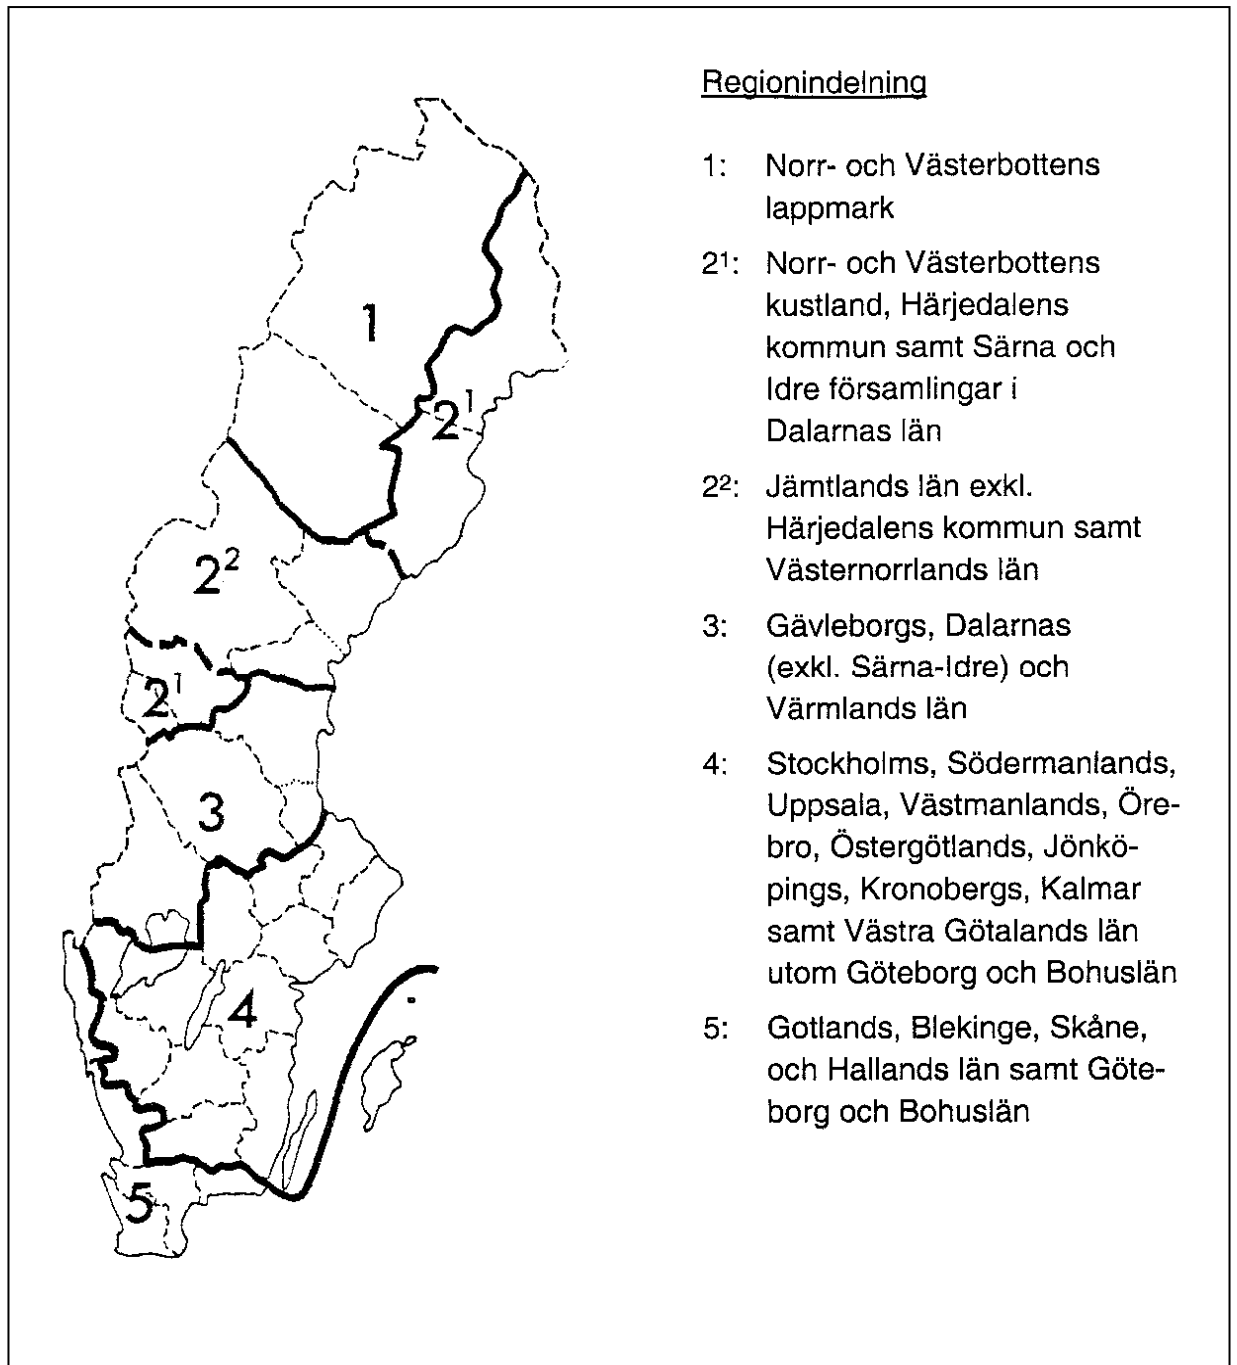 Regionindelning
1: Norr- och Västerbottens
lappmark
2¹: Norr- och Västerbottens
kustland, Härjedalens
kommun samt Särna och
Idre församlingar i
Dalarnas län
2²: Jämtlands län exkl.
Härjedalens kommun samt
Västernorrlands län
3: Gävleborgs, Dalarnas
(exkl. Särna-Idre) och
Värmlands län
4: Stockholms, Södermanlands,
Uppsala, Västmanlands, Öre-
bro, Östergötlands, Jönkö-
pings, Kronobergs, Kalmar
samt Västra Götalands län
utom Göteborg och Bohuslän
5: Gotlands, Blekinge, Skåne,
och Hallands län samt Göte-
borg och Bohuslän
1
2¹
2²
2¹
3
4
5